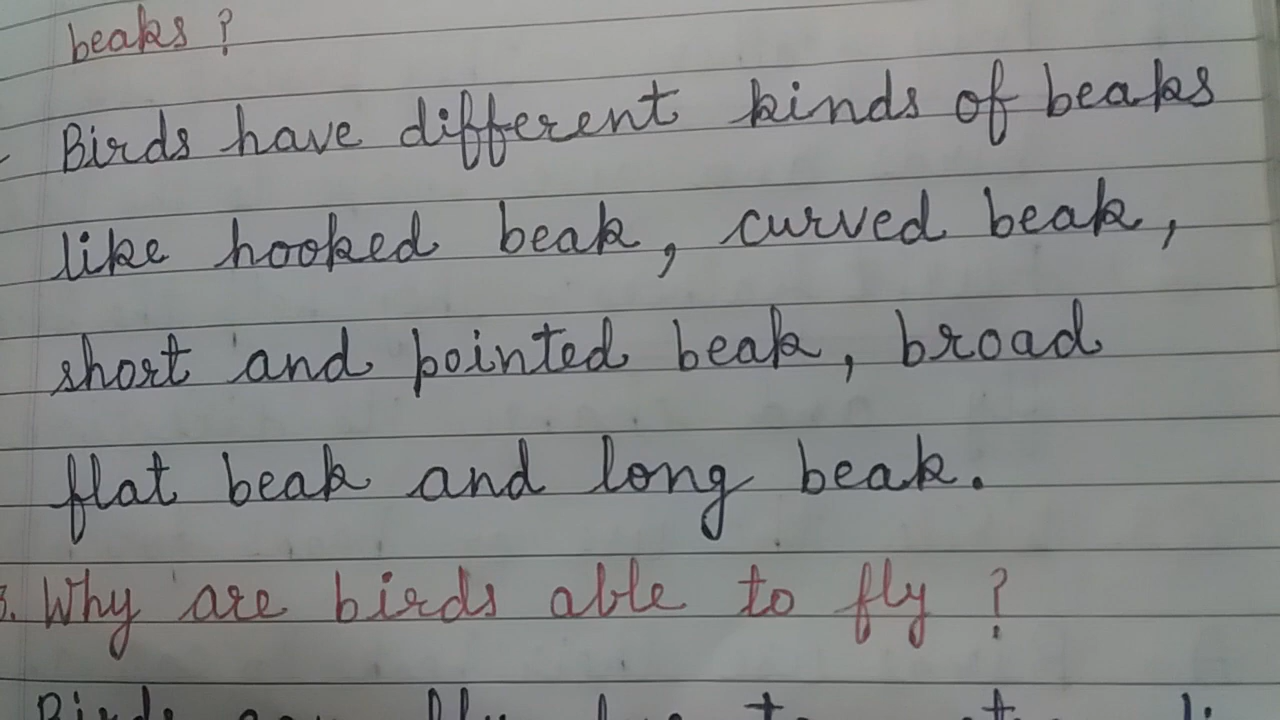 beaks ?
Birds have different kinds of beaks
like hooked beak, curved beak,
short and pointed beak, broad
flat beak and long beak.
3. Why are birds able to fly ?
Birds